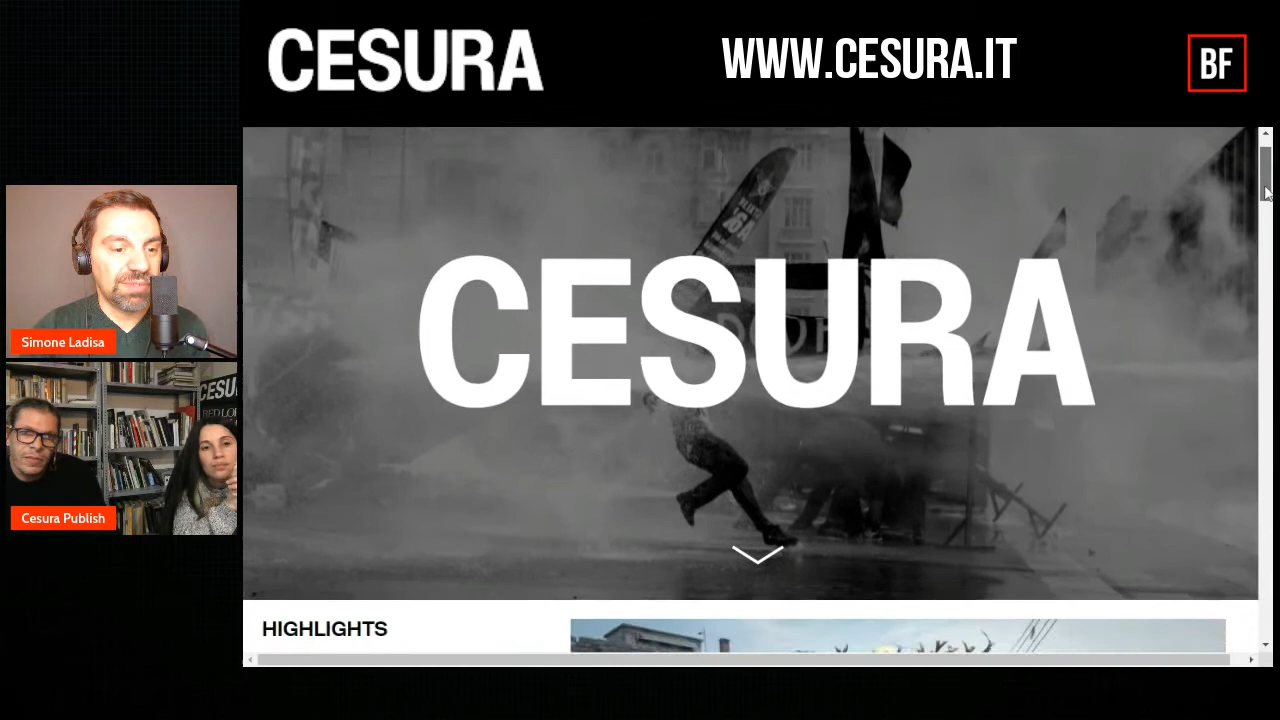 CESURA
WWW.CESURA.IT
BF
CESURA
Simone Ladisa
Cesura Publish
HIGHLIGHTS